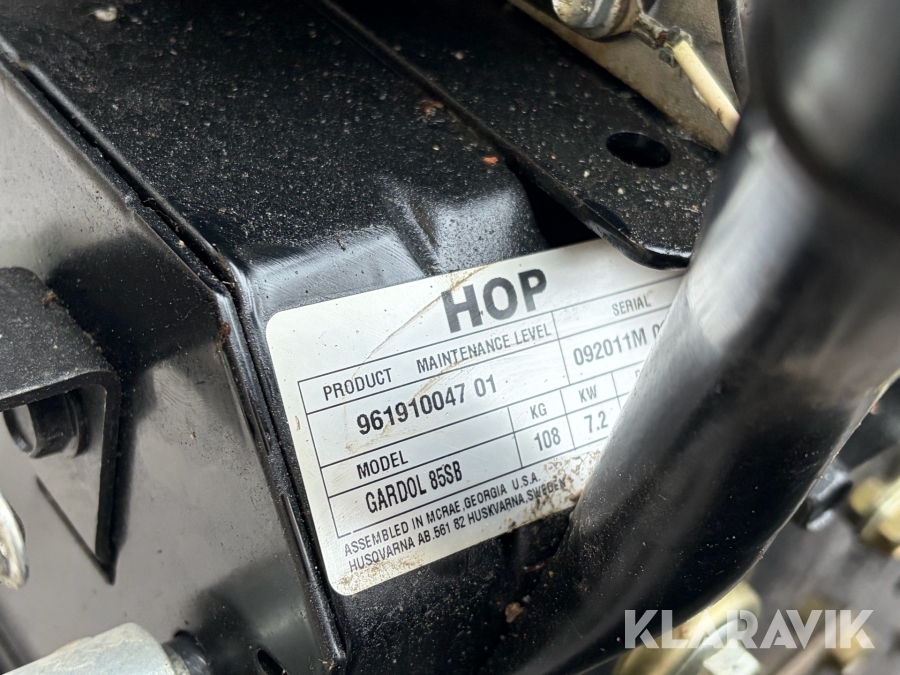 HOP
PRODUCT MAINTENANCE LEVEL SERIAL
961910047 01 092011M
MODEL KG KW
GARDOL 85SB 108 7.2
ASSEMBLED IN MCRAE,GEORGIA U.S.A.
HUSQVARNA AB.561 82 HUSKVARNA,SWEDEN
KLARAVIK